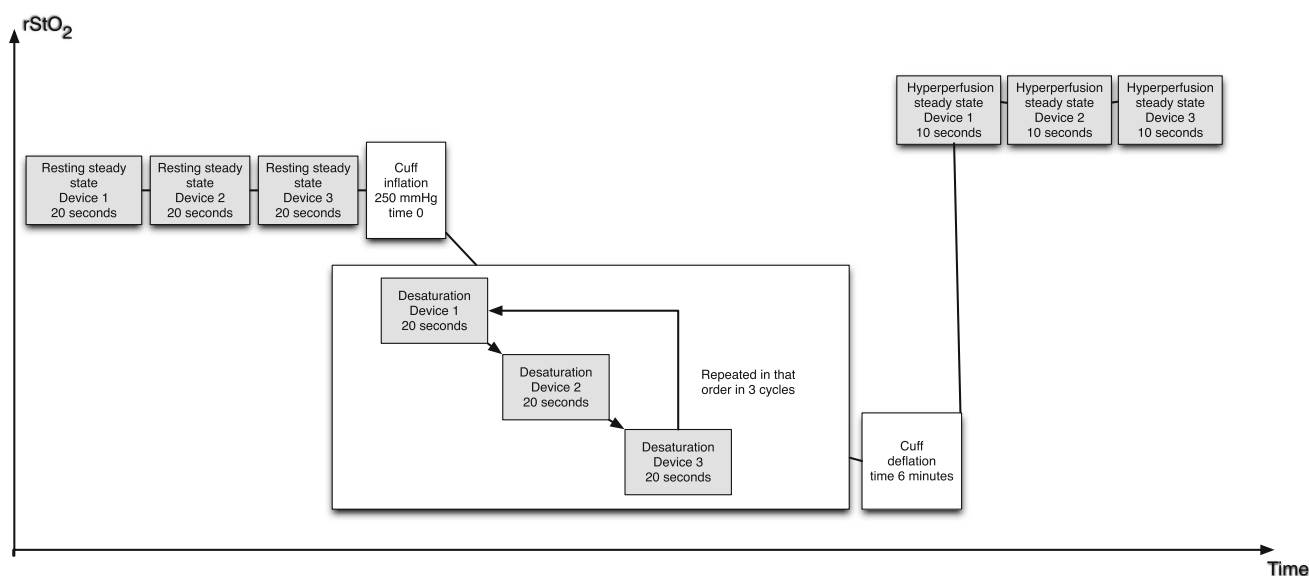 rStO2
Resting steady
state
Device 1
20 seconds
Resting steady
state
Device 2
20 seconds
Resting steady
state
Device 3
20 seconds
Cuff
inflation
250 mmHg
time 0
Desaturation
Device 1
20 seconds
Desaturation
Device 2
20 seconds
Desaturation
Device 3
20 seconds
Repeated in that
order in 3 cycles
Cuff
deflation
time 6 minutes
Hyperperfusion
steady state
Device 1
10 seconds
Hyperperfusion
steady state
Device 2
10 seconds
Hyperperfusion
steady state
Device 3
10 seconds
Time